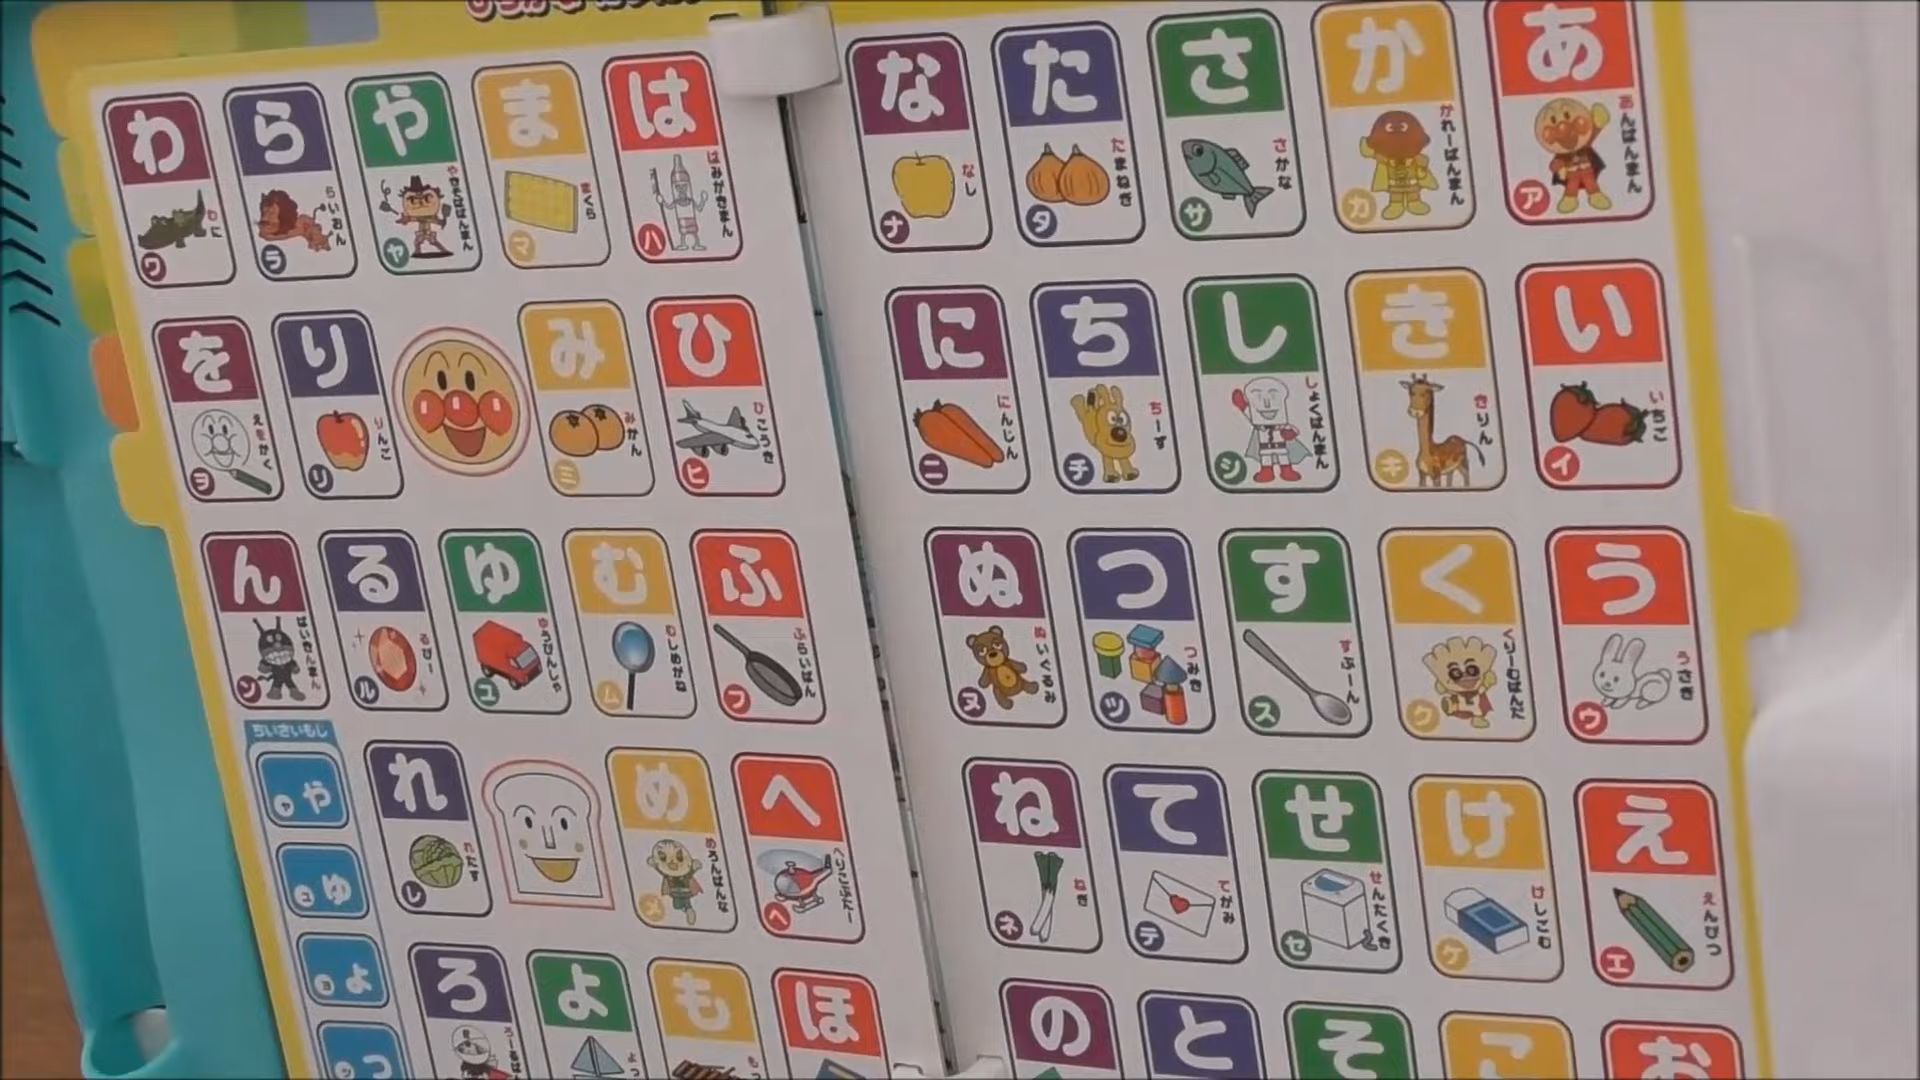 あ あんぱんまん ア
か かれーぱんまん カ
さ さかな サ
た たまねぎ タ
な なし ナ
い いちご イ
き きりん キ
し しょくぱんまん シ
ち ちーず チ
に にんじん ニ
う うさぎ ウ
く くりーむぱんだ ク
す すぷーん ス
つ つみき ツ
ぬ ぬいぐるみ ヌ
え えんぴつ エ
け けしごむ ケ
せ せんたくき セ
て てがみ テ
ね ねぎ ネ
お
こ
そ
と
の
は はみがきまん ハ
ま まくら マ
や やきそばぱんまん ヤ
ら らいおん ラ
わ わに ワ
ひ ひこうき ヒ
み みかん ミ
り りんご リ
を えをかく ヲ
ふ ふらいぱん フ
む むしめがね ム
ゆ ゆうびんしゃ ユ
る るびー ル
ん ばいきんまん ン
へ へりこぷたー ヘ
め めろんぱんな メ
れ れたす レ
ほ
も
よ
ろ
ちいさいもじ
ゃ ャ
ゅ ュ
ょ ョ
っ ッ